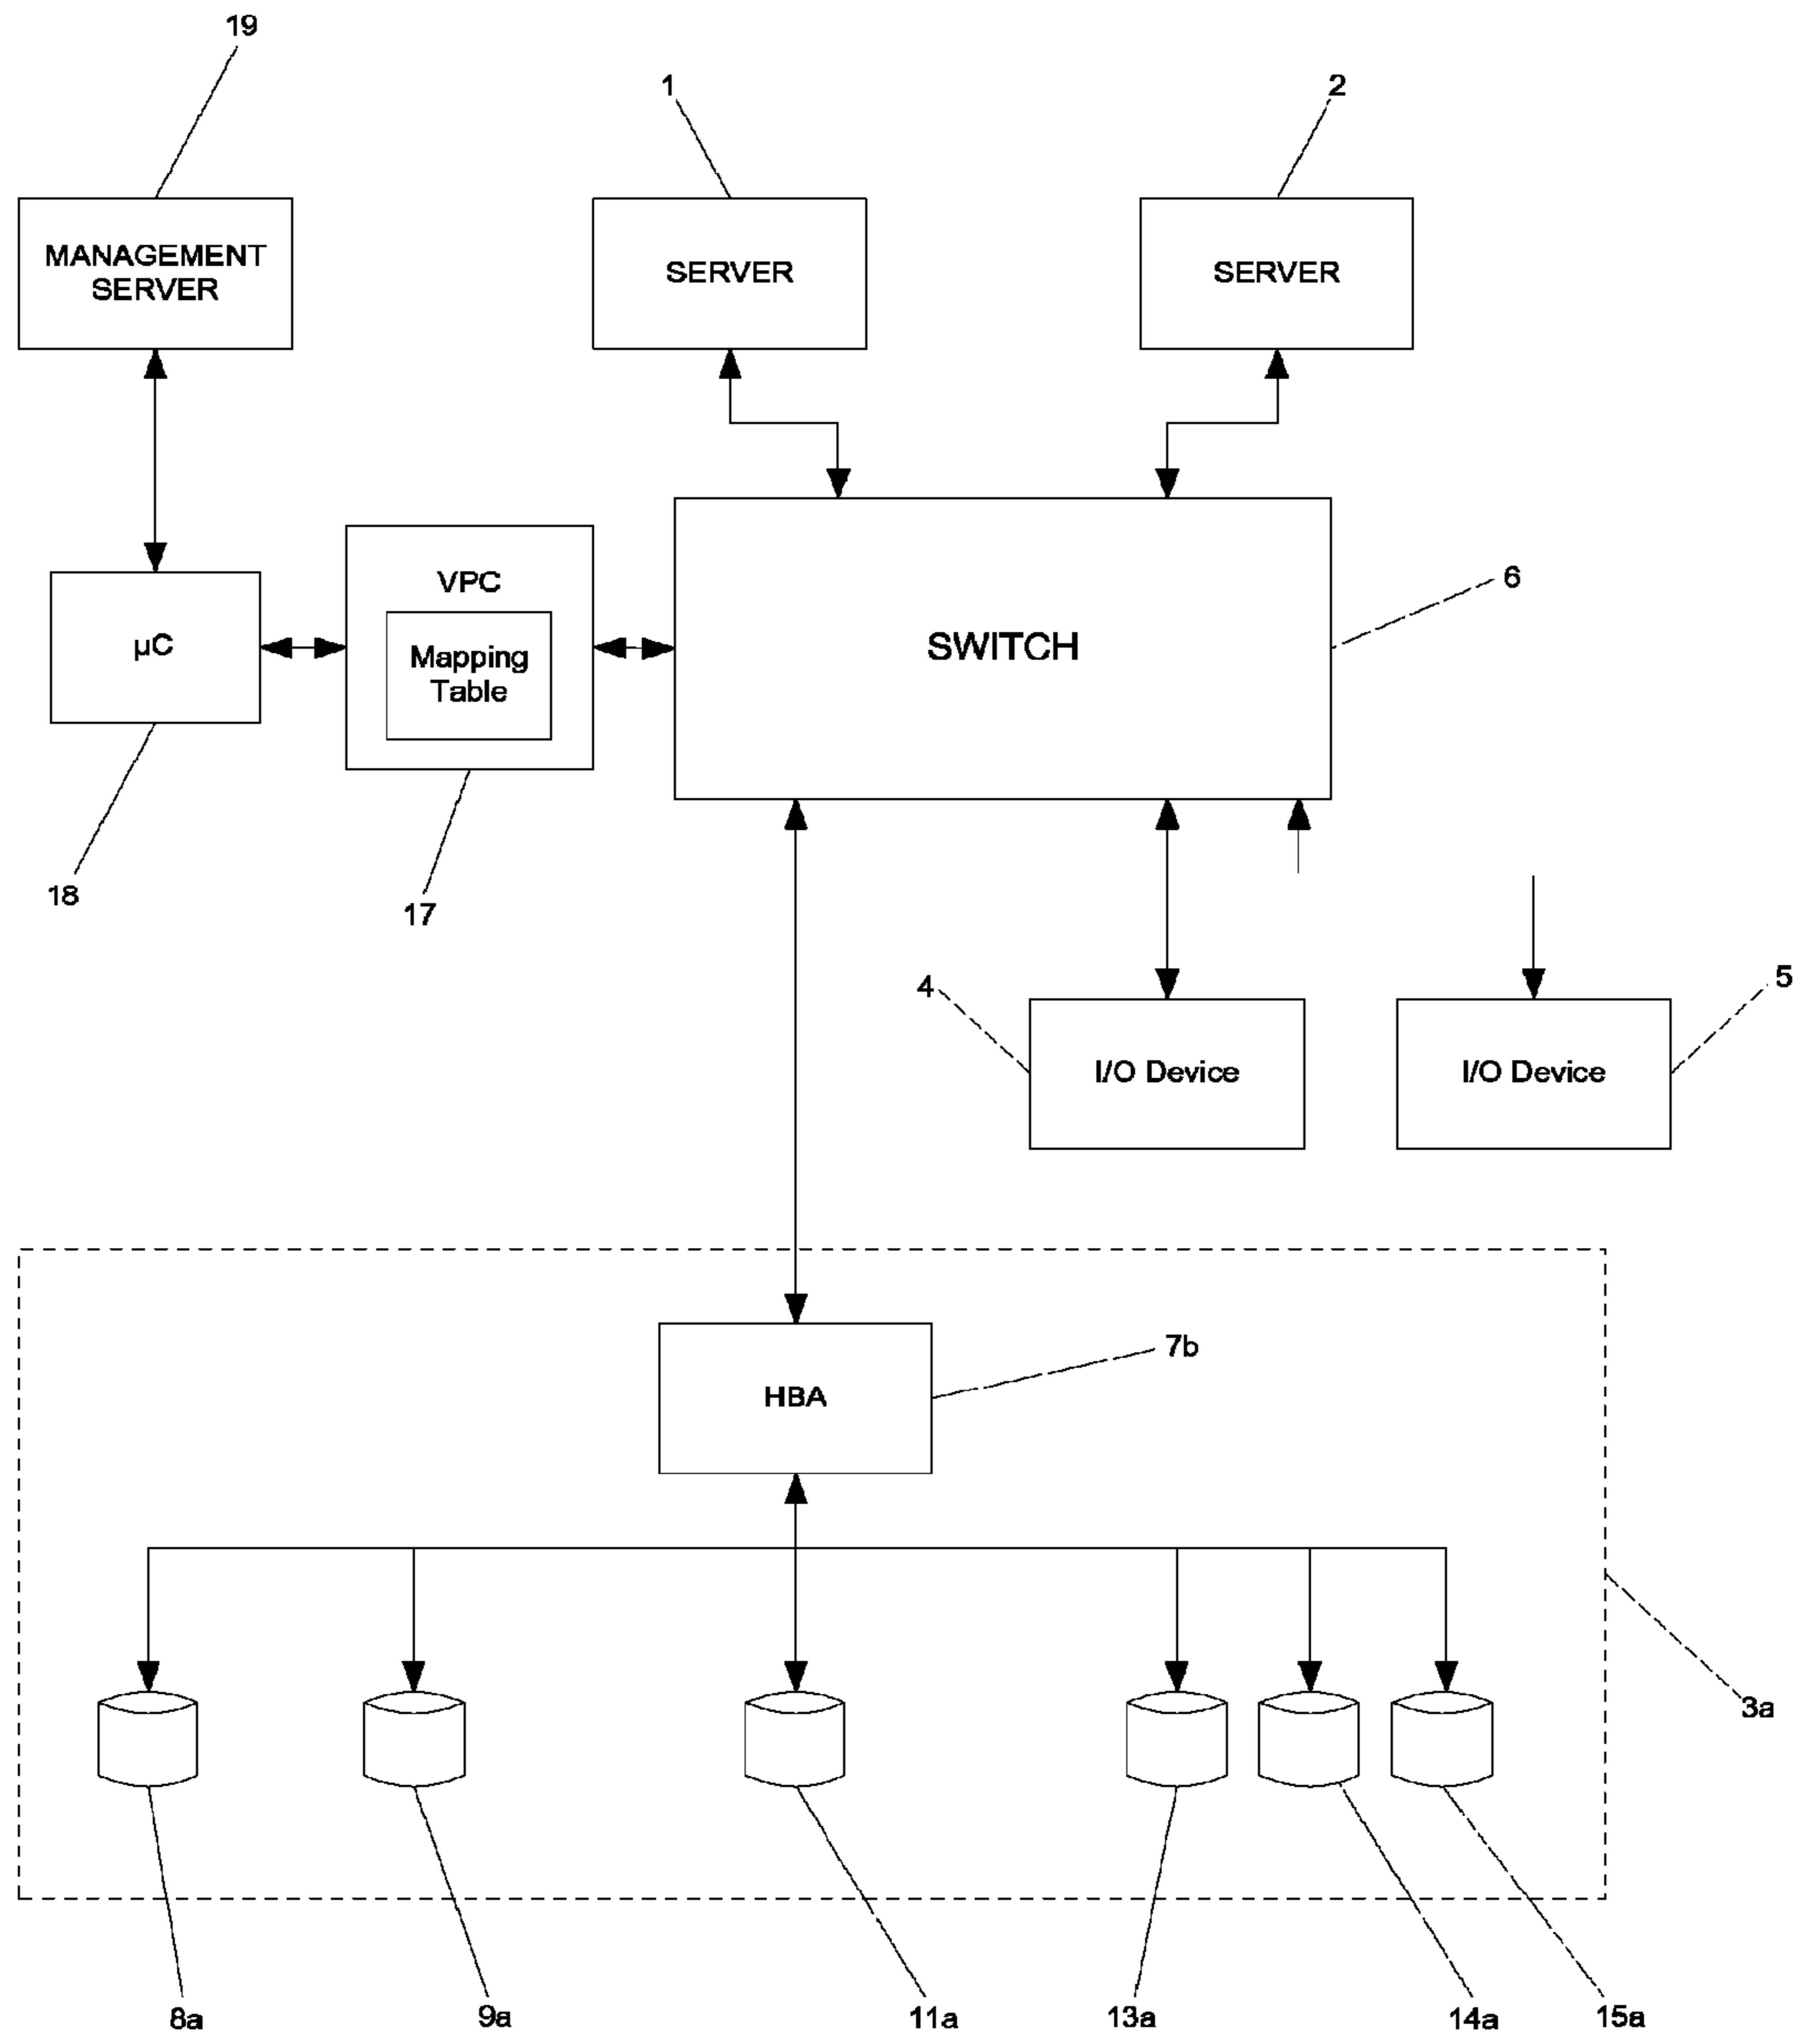 19
1
2
MANAGEMENT
SERVER
SERVER
SERVER
6
VPC
µC
Mapping
Table
SWITCH
18
17
4
5
I/O Device
I/O Device
7b
HBA
3a
8a
9a
11a
13a
14a
15a